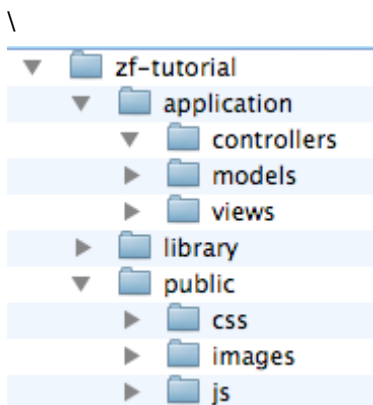 \
zf-tutorial
application
controllers
models
views
library
public
css
images
js